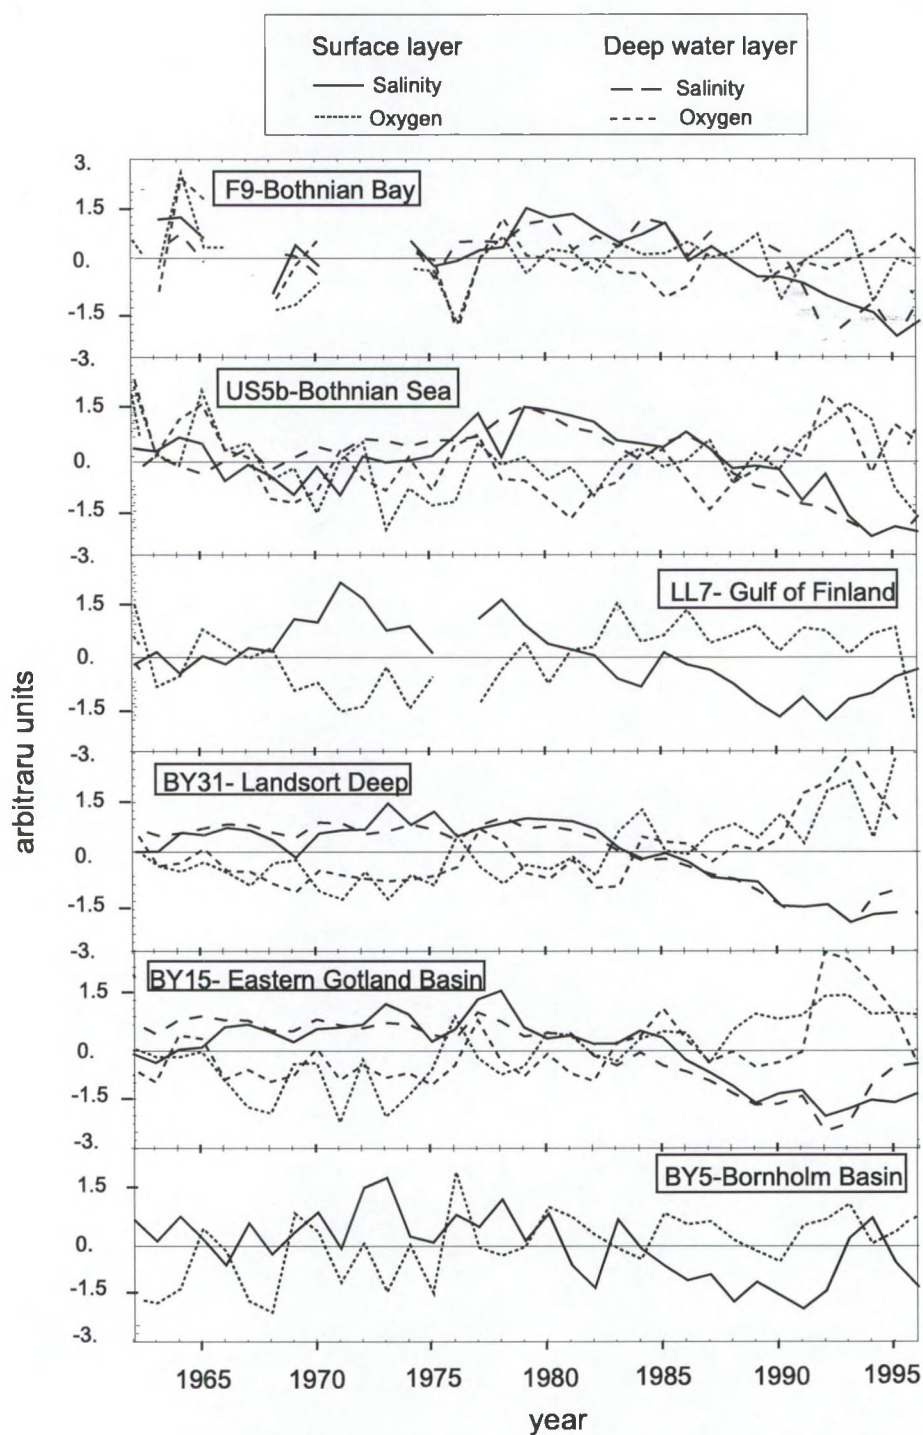 Surface layer Deep water layer
Salinity Salinity
Oxygen Oxygen
3.
F9-Bothnian Bay
1.5
0.
-1.5
-3.
US5b-Bothnian Sea
1.5
0.
-1.5
-3.
LL7- Gulf of Finland
1.5
0.
-1.5
-3.
BY31- Landsort Deep
1.5
0.
-1.5
-3.
BY15- Eastern Gotland Basin
1.5
0.
-1.5
-3.
BY5-Bornholm Basin
1.5
0.
-1.5
-3.
arbitraru units
1965 1970 1975 1980 1985 1990 1995
year